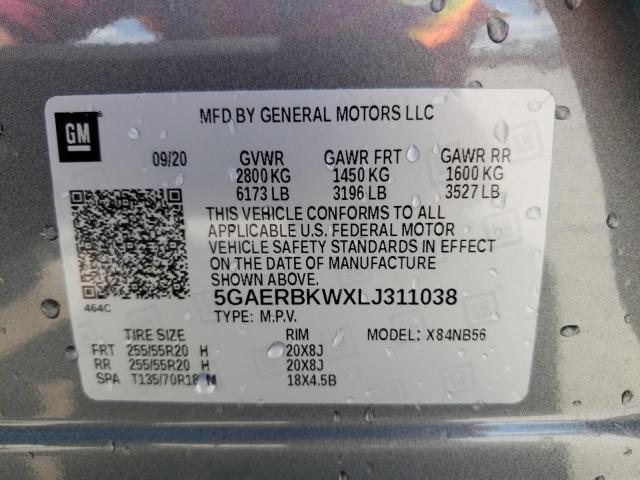 GM
MFD BY GENERAL MOTORS LLC
09/20 GVWR GAWR FRT GAWR RR
2800 KG 1450 KG 1600 KG
6173 LB 3196 LB 3527 LB
THIS VEHICLE CONFORMS TO ALL
APPLICABLE U.S. FEDERAL MOTOR
VEHICLE SAFETY STANDARDS IN EFFECT
ON THE DATE OF MANUFACTURE
SHOWN ABOVE.
464C
5GAERBKWXLJ311038
TYPE: M.P.V.
TIRE SIZE RIM MODEL: X84NB56
FRT 255/55R20 H 20X8J
RR 255/55R20 H 20X8J
SPA T135/70R18 M 18X4.5B